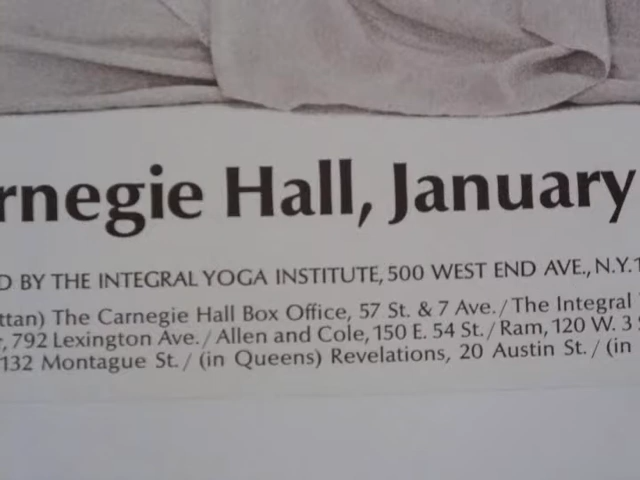 rnegie Hall, January
D BY THE INTEGRAL YOGA INSTITUTE, 500 WEST END AVE., N.Y.
ttan) The Carnegie Hall Box Office, 57 St. & 7 Ave./The Integral
, 792 Lexington Ave./Allen and Cole, 150 E. 54 St./Ram, 120 W. 3
132 Montague St./(in Queens) Revelations, 20 Austin St./(in